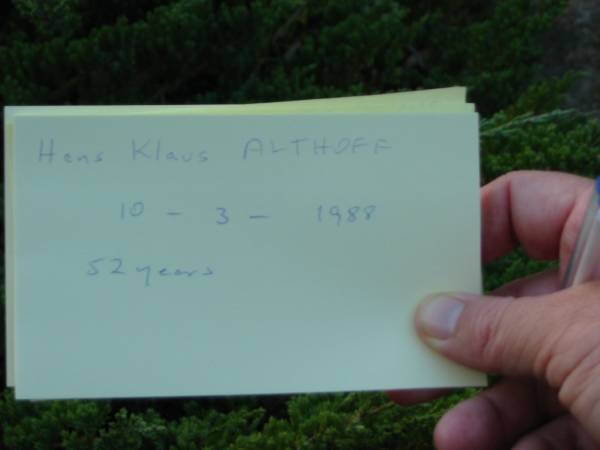 Hans Klaus ALTHOFF
10 - 3 - 1988
52 years